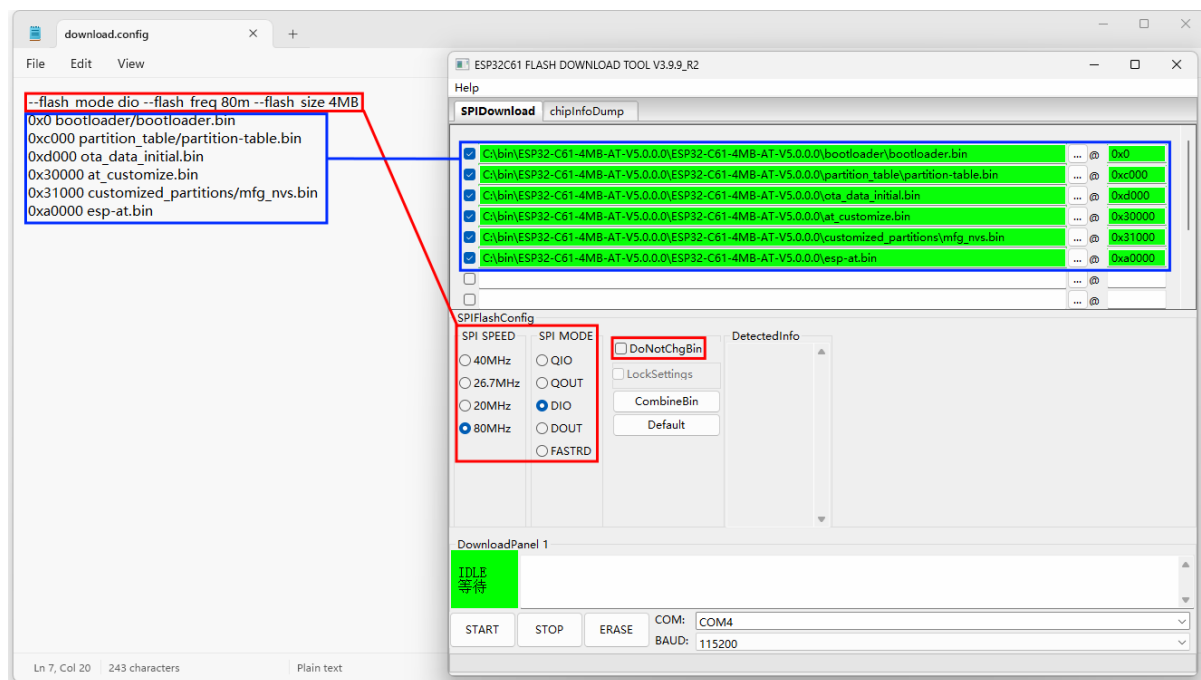 download.config
File Edit View
--flash_mode dio --flash_freq 80m --flash_size 4MB
0x0 bootloader/bootloader.bin
0xc000 partition_table/partition-table.bin
0xd000 ota_data_initial.bin
0x30000 at_customize.bin
0x31000 customized_partitions/mfg_nvs.bin
0xa0000 esp-at.bin
Ln 7, Col 20 243 characters Plain text
ESP32C61 FLASH DOWNLOAD TOOL V3.9.9_R2
Help
SPIDownload chipInfoDump
C:\bin\ESP32-C61-4MB-AT-V5.0.0.0\ESP32-C61-4MB-AT-V5.0.0.0\bootloader\bootloader.bin ... @ 0x0
C:\bin\ESP32-C61-4MB-AT-V5.0.0.0\ESP32-C61-4MB-AT-V5.0.0.0\partition_table\partition-table.bin ... @ 0xc000
C:\bin\ESP32-C61-4MB-AT-V5.0.0.0\ESP32-C61-4MB-AT-V5.0.0.0\ota_data_initial.bin ... @ 0xd000
C:\bin\ESP32-C61-4MB-AT-V5.0.0.0\ESP32-C61-4MB-AT-V5.0.0.0\at_customize.bin ... @ 0x30000
C:\bin\ESP32-C61-4MB-AT-V5.0.0.0\ESP32-C61-4MB-AT-V5.0.0.0\customized_partitions\mfg_nvs.bin ... @ 0x31000
C:\bin\ESP32-C61-4MB-AT-V5.0.0.0\ESP32-C61-4MB-AT-V5.0.0.0\esp-at.bin ... @ 0xa0000
... @
... @
SPIFlashConfig
SPI SPEED SPI MODE DetectedInfo
40MHz QIO DoNotChgBin
26.7MHz QOUT LockSettings
20MHz DIO CombineBin
80MHz DOUT Default
FASTRD
DownloadPanel 1
IDLE
等待
START STOP ERASE COM: COM4
BAUD: 115200